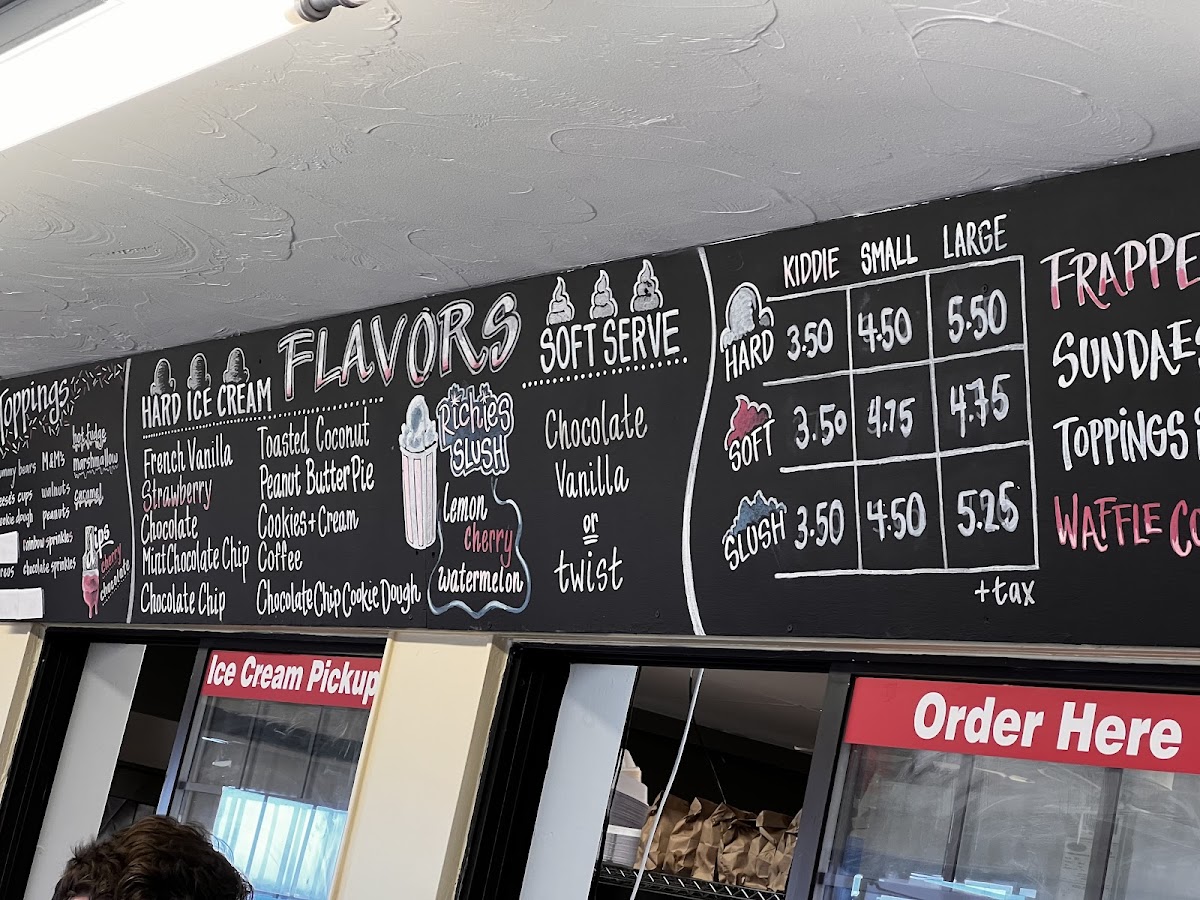 Toppings
hot fudge
marshmallow
caramel
gummy bears M&M's
cups walnuts
cookie dough peanuts
rainbow sprinkles
chocolate sprinkles
Dips
cherry
chocolate
HARD ICE CREAM
FLAVORS
French Vanilla
Strawberry
Chocolate
Mint Chocolate Chip
Chocolate Chip
Toasted Coconut
Peanut Butter Pie
Cookies + Cream
Coffee
Chocolate Chip Cookie Dough
Richie's
SLUSH
Lemon
cherry
watermelon
SOFT SERVE
Chocolate
Vanilla
or
twist
KIDDIE SMALL LARGE
HARD 3.50 4.50 5.50
SOFT 3.50 4.75 4.75
SLUSH 3.50 4.50 5.25
+tax
FRAPPE
SUNDAES
TOPPINGS
WAFFLE CO
Ice Cream Pickup
Order Here